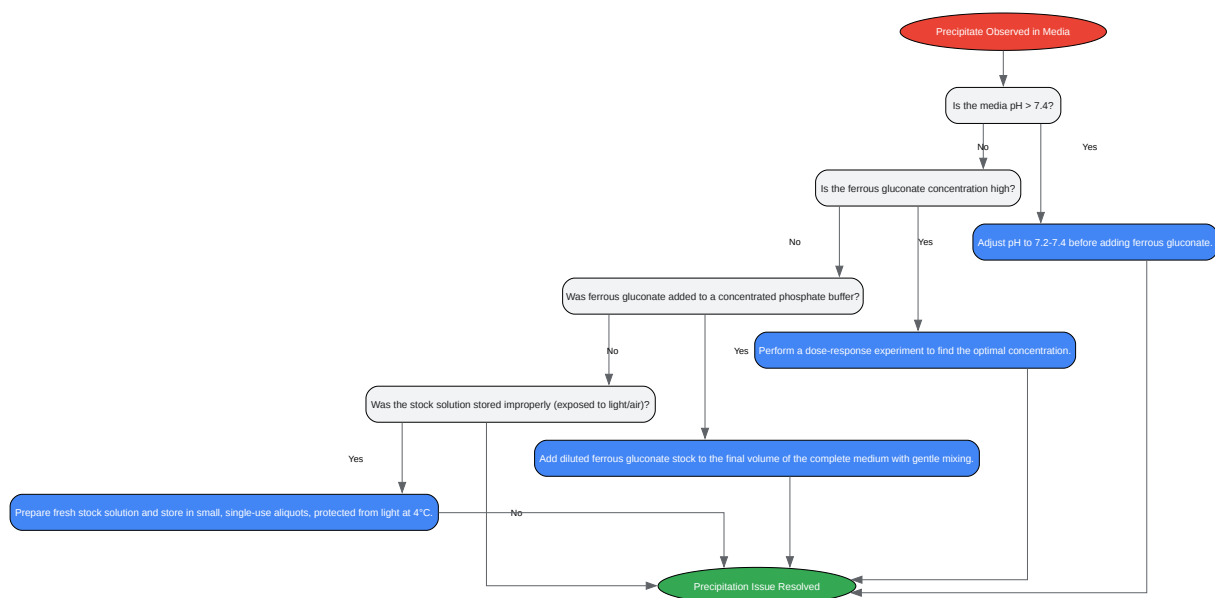 Precipitate Observed in Media
Is the media pH > 7.4?
No
Yes
Is the ferrous gluconate concentration high?
No
Yes
Adjust pH to 7.2-7.4 before adding ferrous gluconate.
Was ferrous gluconate added to a concentrated phosphate buffer?
No
Yes
Perform a dose-response experiment to find the optimal concentration.
Was the stock solution stored improperly (exposed to light/air)?
Yes
Add diluted ferrous gluconate stock to the final volume of the complete medium with gentle mixing.
Prepare fresh stock solution and store in small, single-use aliquots, protected from light at 4°C.
No
Precipitation Issue Resolved